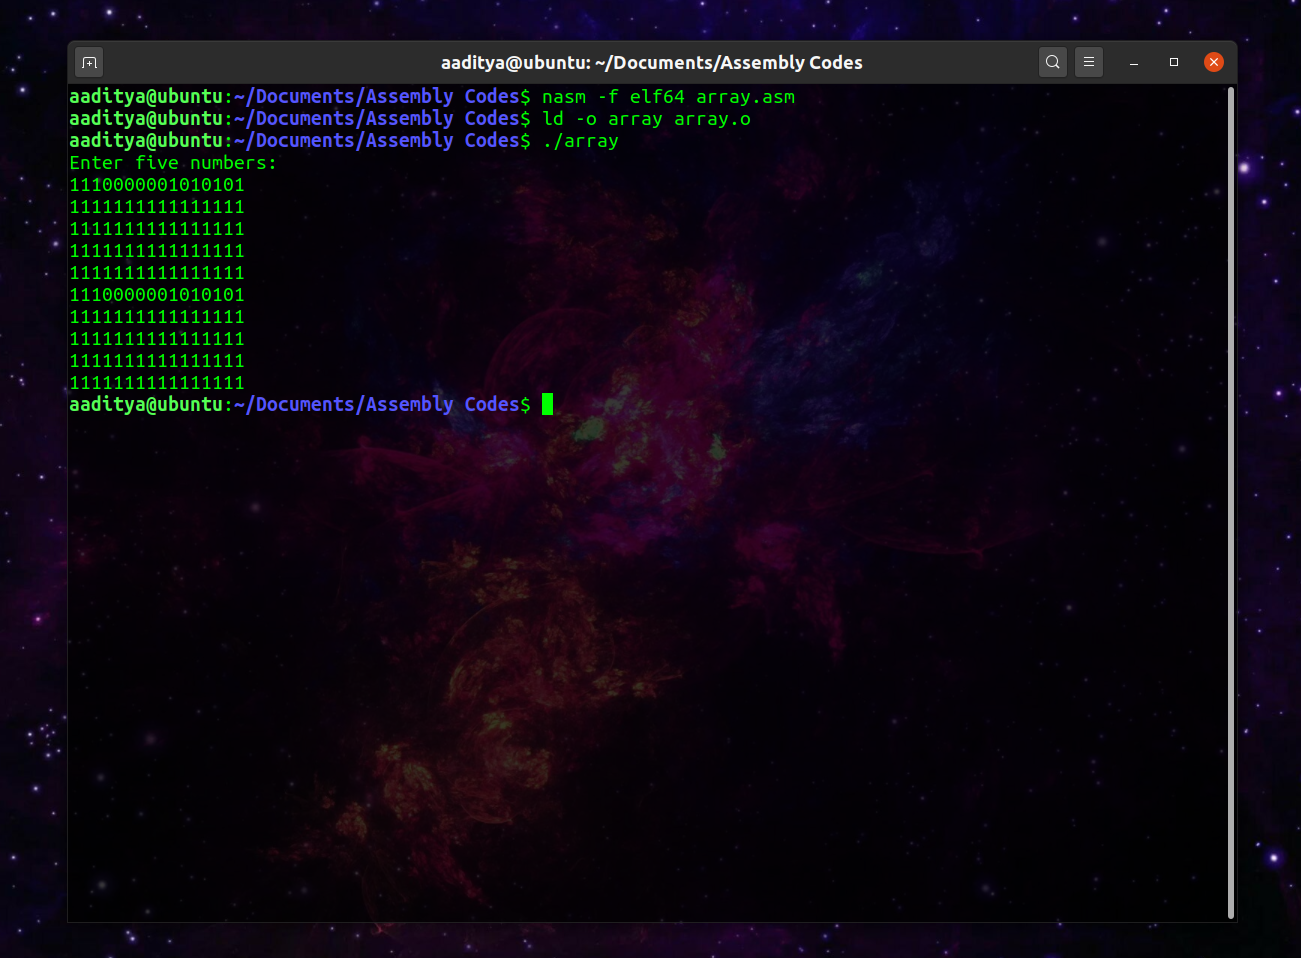 aaditya@ubuntu: ~/Documents/Assembly Codes
aaditya@ubuntu:~/Documents/Assembly Codes$ nasm -f elf64 array.asm
aaditya@ubuntu:~/Documents/Assembly Codes$ ld -o array array.o
aaditya@ubuntu:~/Documents/Assembly Codes$ ./array
Enter five numbers:
1110000001010101
1111111111111111
1111111111111111
1111111111111111
1111111111111111
1110000001010101
1111111111111111
1111111111111111
1111111111111111
1111111111111111
aaditya@ubuntu:~/Documents/Assembly Codes$